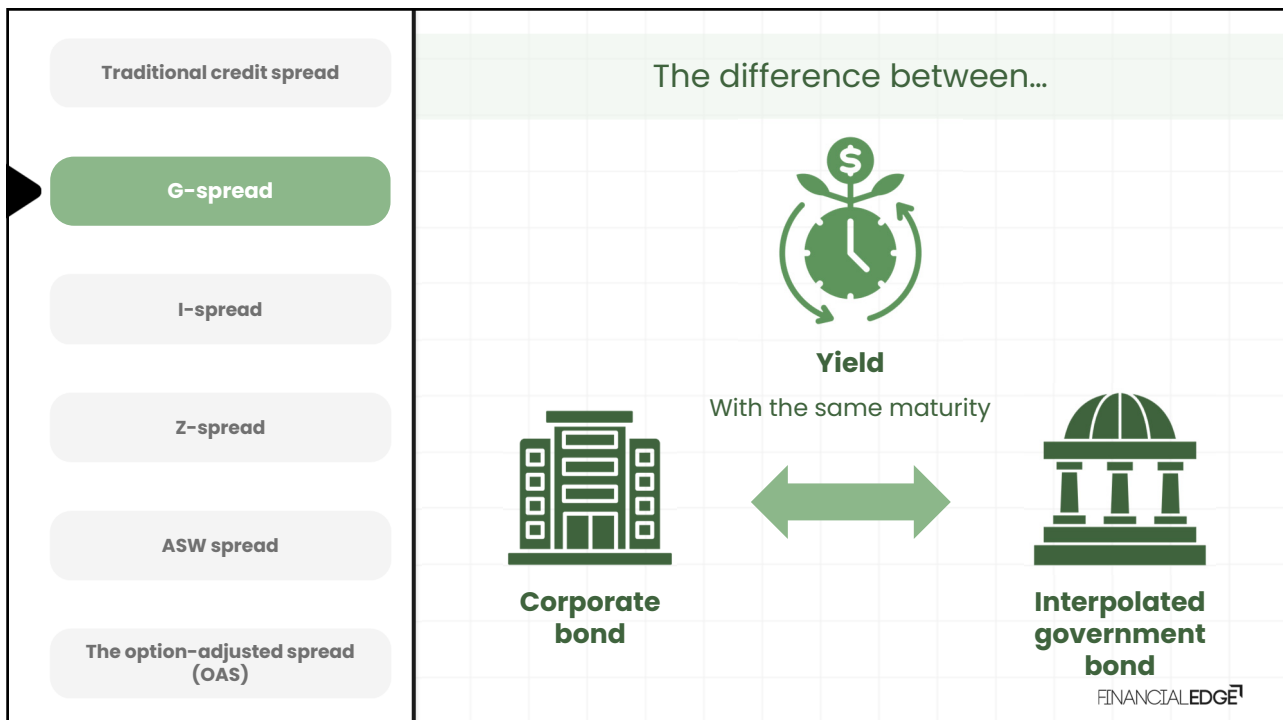 Traditional credit spread
G-spread
I-spread
Z-spread
ASW spread
The option-adjusted spread
(OAS)
The difference between…
$
Yield
With the same maturity
Corporate
bond
Interpolated
government
bond
FINANCIALEDGE